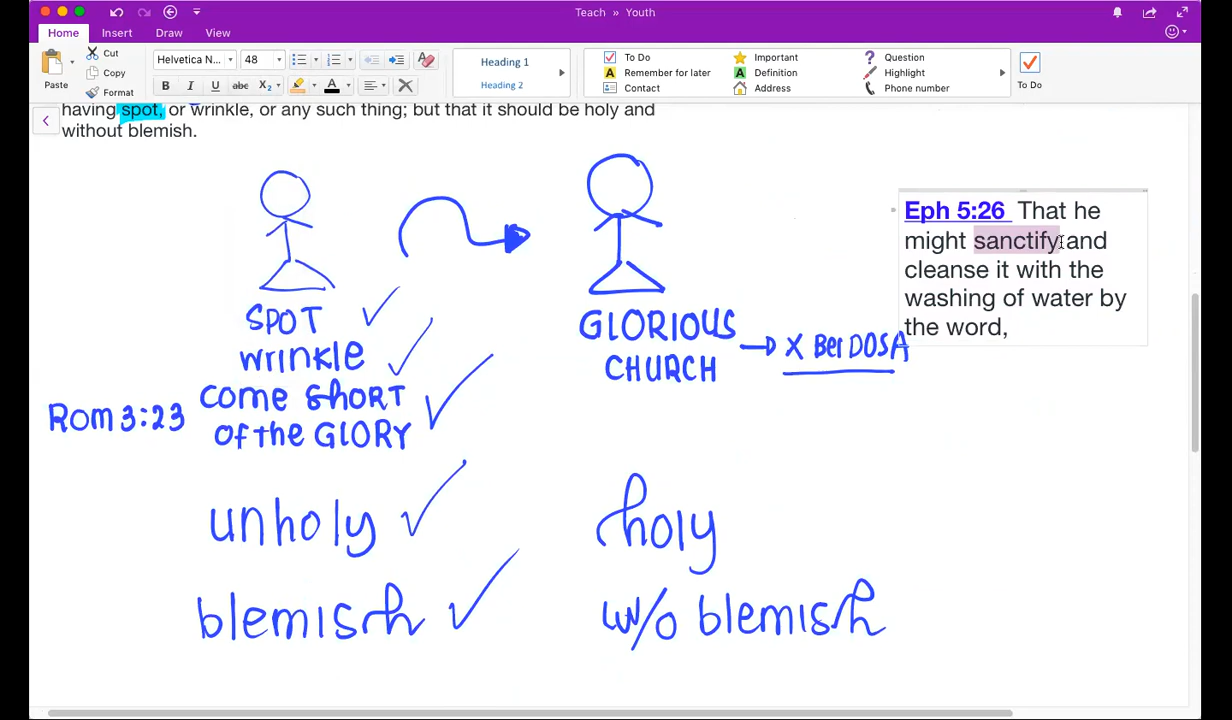 Teach » Youth
Home Insert Draw View
Paste
Cut
Copy
Format
Helvetica N... 48
B I U abc X₂ A
Heading 1
Heading 2
To Do Important Question
Remember for later Definition Highlight
Contact Address Phone number
To Do
having spot, or wrinkle, or any such thing; but that it should be holy and
without blemish.
Eph 5:26 That he
might sanctify and
cleanse it with the
washing of water by
the word,
SPOT
wrinkle
Rom 3:23 come short
of the GLORY
unholy
blemish
GLORIOUS
CHURCH
X Ber DOSA
holy
w/o blemish